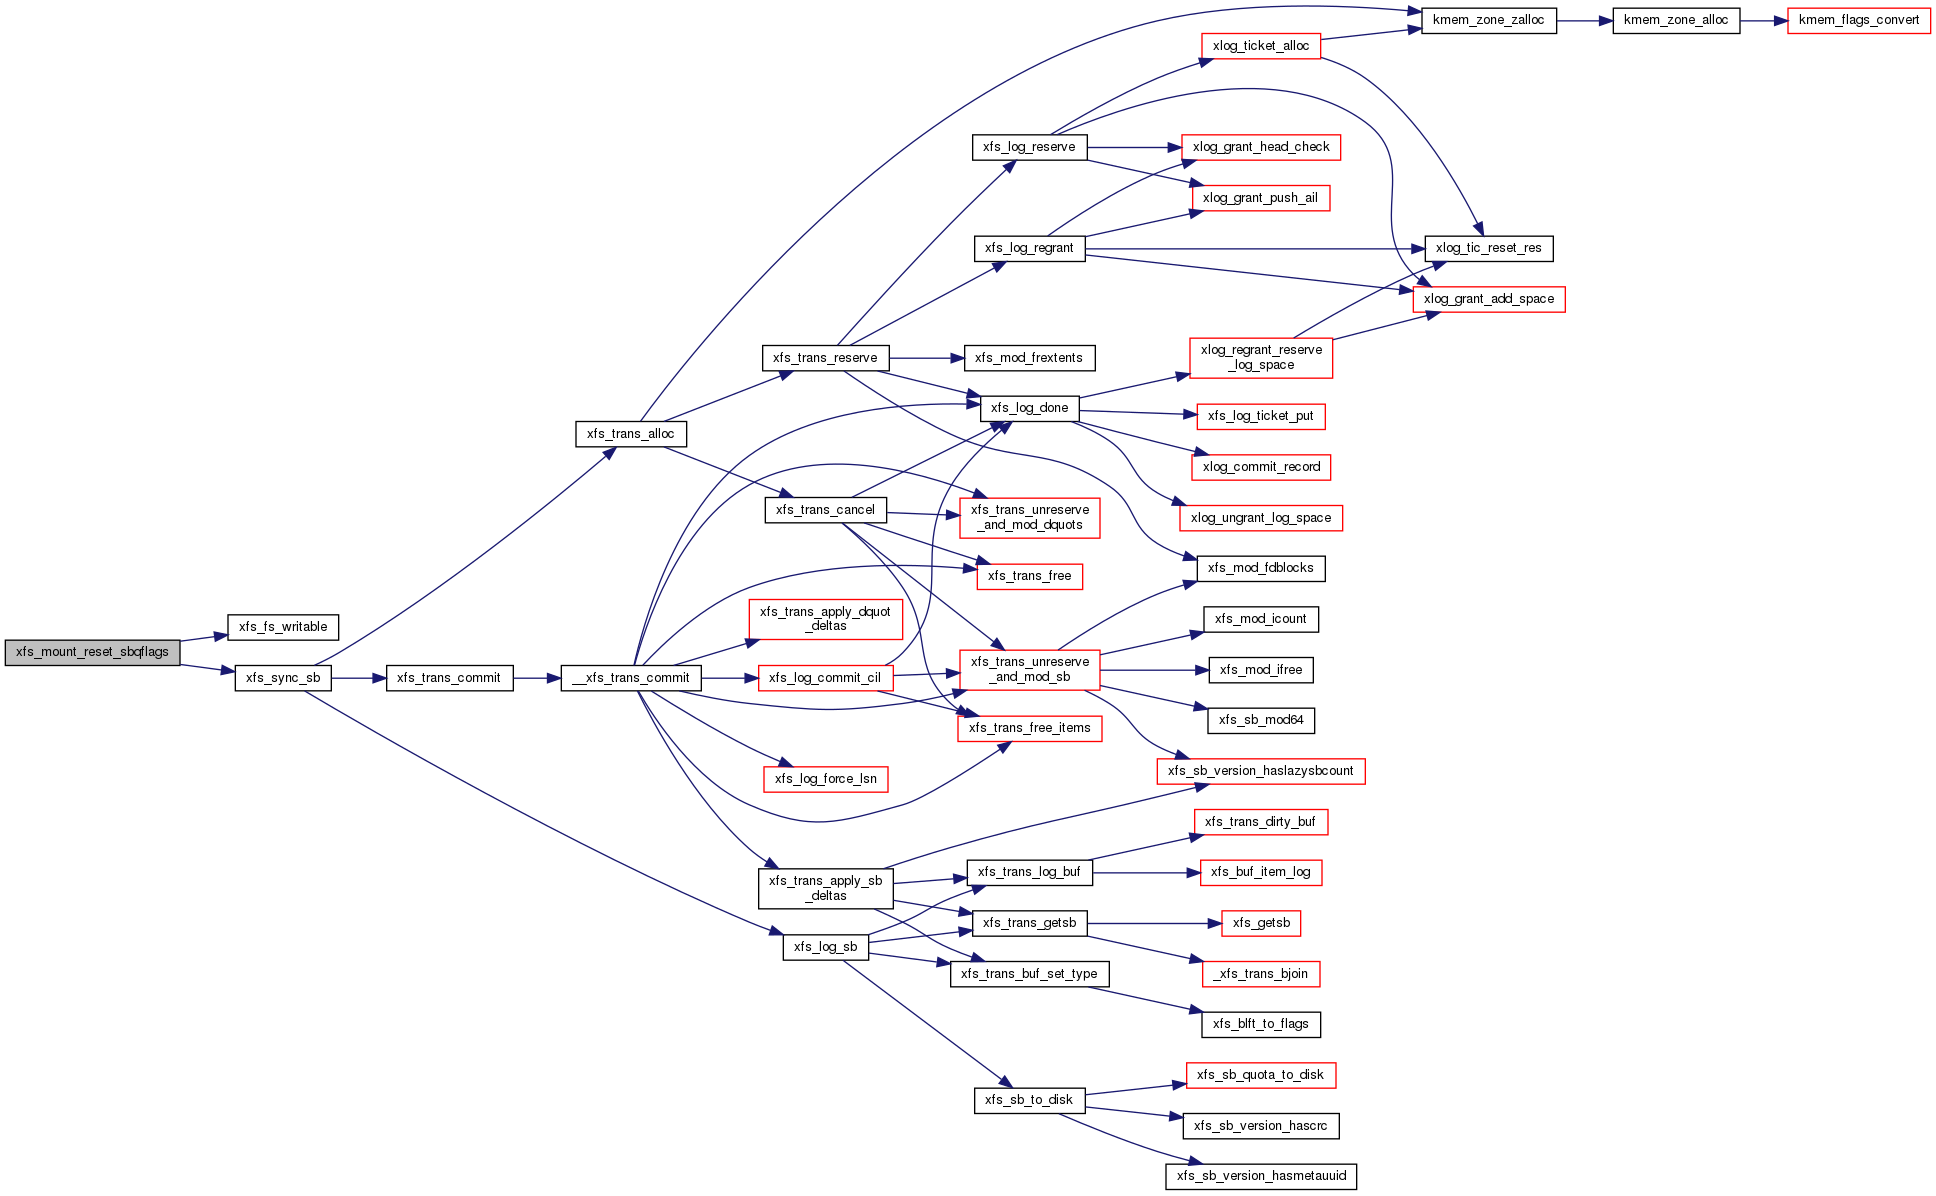 xfs_mount_reset_sbqflags
xfs_fs_writable
xfs_sync_sb
xfs_trans_commit
xfs_trans_alloc
__xfs_trans_commit
xfs_trans_reserve
xfs_trans_cancel
xfs_trans_apply_dquot
_deltas
xfs_log_commit_cil
xfs_log_force_lsn
xfs_trans_apply_sb
_deltas
xfs_log_sb
xfs_log_reserve
xfs_log_regrant
xfs_mod_frextents
xfs_log_done
xfs_trans_unreserve
_and_mod_dquots
xfs_trans_free
xfs_trans_unreserve
_and_mod_sb
xfs_trans_free_items
xfs_trans_log_buf
xfs_trans_getsb
xfs_trans_buf_set_type
xfs_sb_to_disk
xlog_ticket_alloc
xlog_grant_head_check
xlog_grant_push_ail
xlog_regrant_reserve
_log_space
xfs_log_ticket_put
xlog_commit_record
xlog_ungrant_log_space
xfs_mod_fdblocks
xfs_mod_icount
xfs_mod_ifree
xfs_sb_mod64
xfs_sb_version_haslazysbcount
xfs_trans_dirty_buf
xfs_buf_item_log
xfs_getsb
_xfs_trans_bjoin
xfs_blft_to_flags
xfs_sb_quota_to_disk
xfs_sb_version_hascrc
xfs_sb_version_hasmetauuid
kmem_zone_zalloc
xlog_tic_reset_res
xlog_grant_add_space
kmem_zone_alloc
kmem_flags_convert